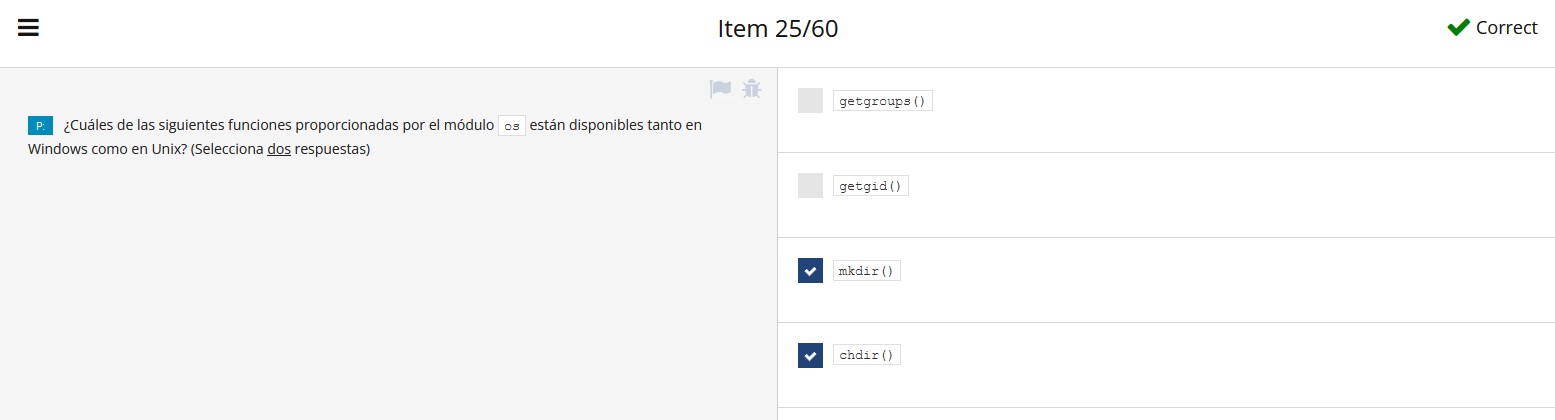 Item 25/60
Correct
P: ¿Cuáles de las siguientes funciones proporcionadas por el módulo os están disponibles tanto en
Windows como en Unix? (Selecciona dos respuestas)
getgroups()
getgid()
mkdir()
chdir()